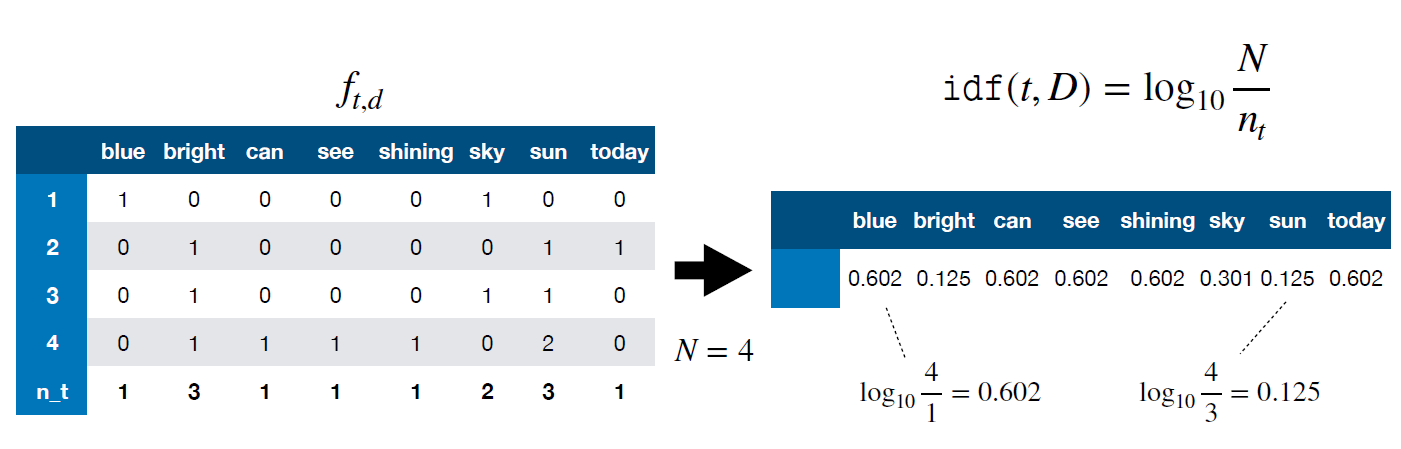 f_{t,d}
blue bright can see shining sky sun today
1 1 0 0 0 0 1 0 0
2 0 1 0 0 0 0 1 1
3 0 1 0 0 0 1 1 0
4 0 1 1 1 1 0 2 0
n_t 1 3 1 1 1 2 3 1
N = 4
idf(t, D) = log_{10} \frac{N}{n_t}
blue bright can see shining sky sun today
0.602 0.125 0.602 0.602 0.602 0.301 0.125 0.602
log_{10} \frac{4}{1} = 0.602
log_{10} \frac{4}{3} = 0.125